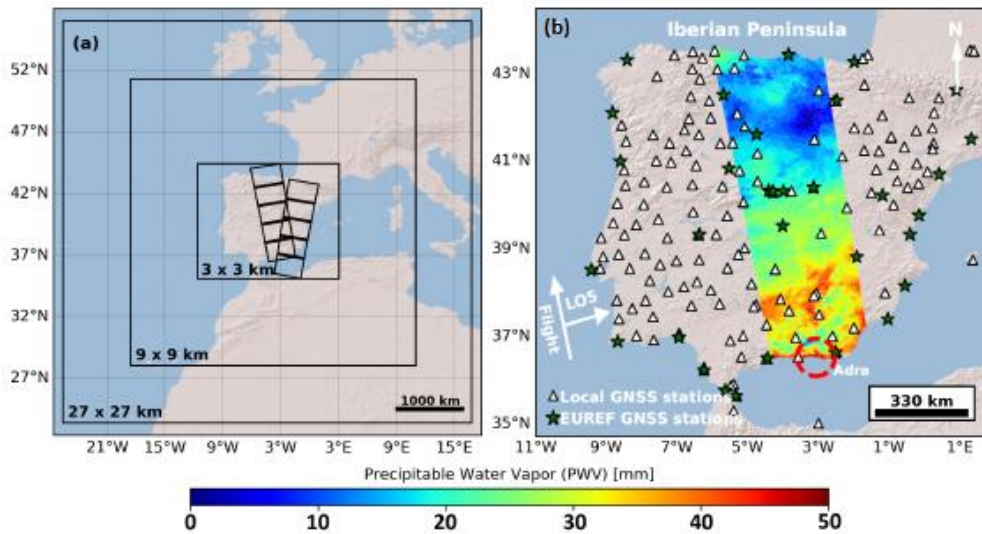 (a)
52°N
47°N
42°N
37°N
32°N
27°N
3 x 3 km
9 x 9 km
27 x 27 km
1000 km
21°W
15°W
9°W
3°W
3°E
9°E
15°E
(b)
Iberian Peninsula
N
43°N
41°N
39°N
37°N
35°N
LOS
Flight
Adra
Local GNSS stations
EUREF GNSS stations
330 km
11°W
9°W
7°W
5°W
3°W
1°W
1°E
Precipitable Water Vapor (PWV) [mm]
0
10
20
30
40
50